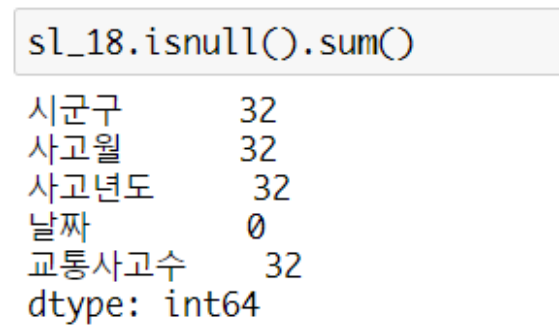 sl_18.isnull().sum()
시군구 32
사고월 32
사고년도 32
날짜 0
교통사고수 32
dtype: int64